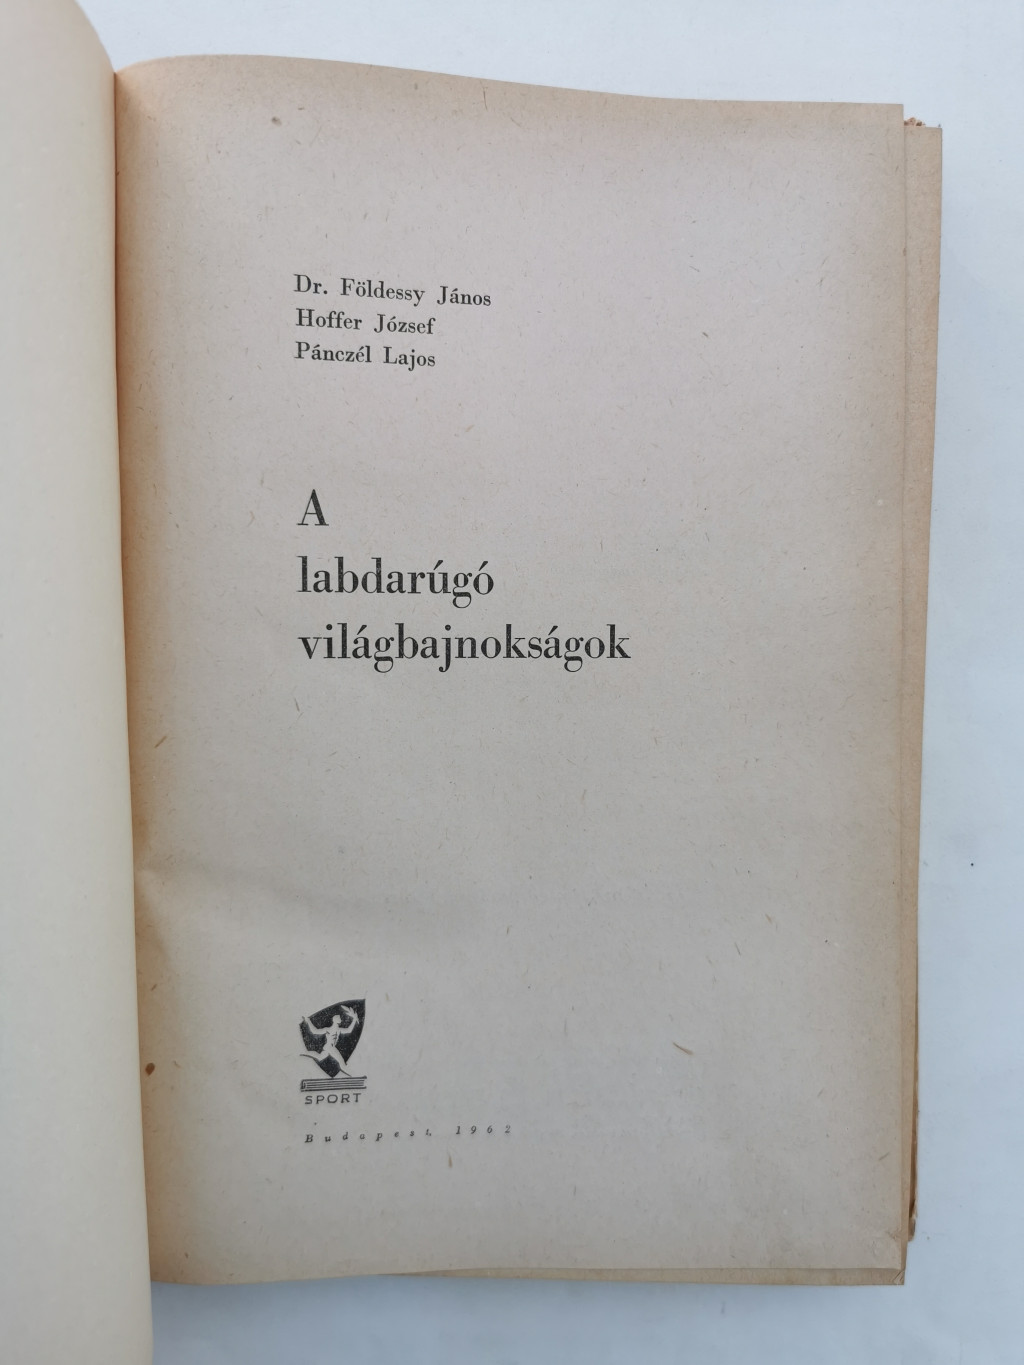 Dr. Földessy János
Hoffer József
Pánczél Lajos
A
labdarúgó
világbajnokságok
SPORT
Budapest, 1962